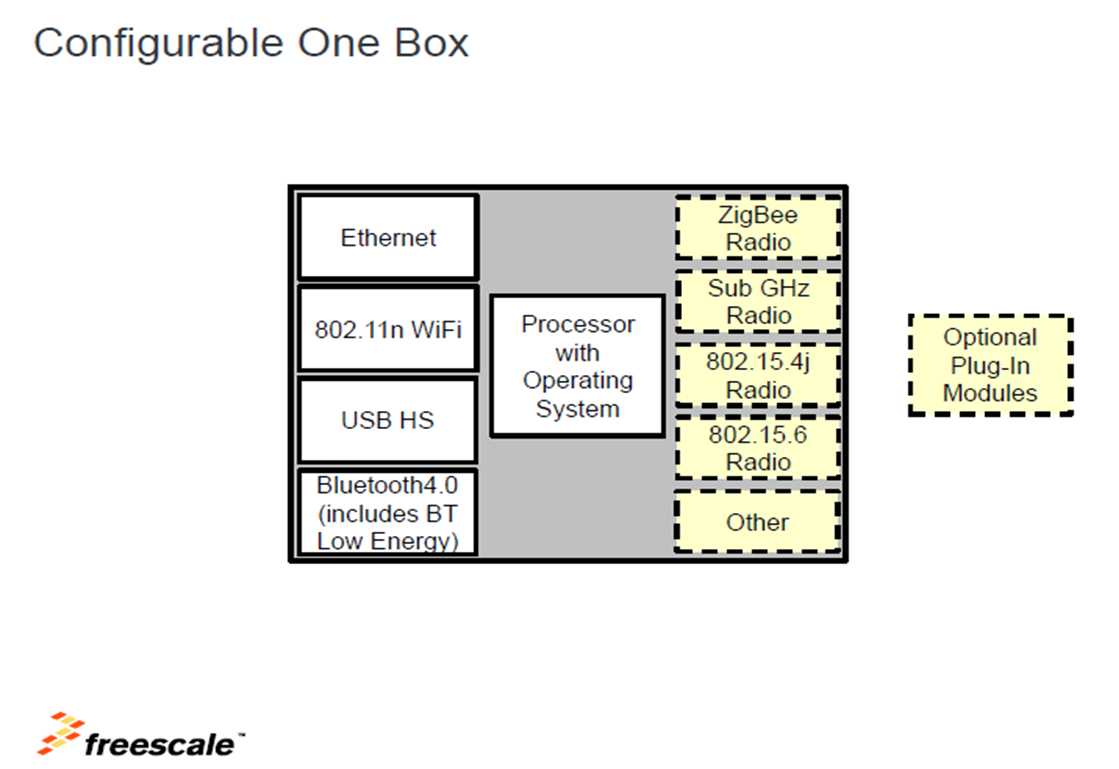 Configurable One Box
Ethernet
802.11n WiFi
USB HS
Bluetooth4.0
(includes BT
Low Energy)
Processor
with
Operating
System
ZigBee
Radio
Sub GHz
Radio
802.15.4j
Radio
802.15.6
Radio
Other
Optional
Plug-In
Modules
freescale™